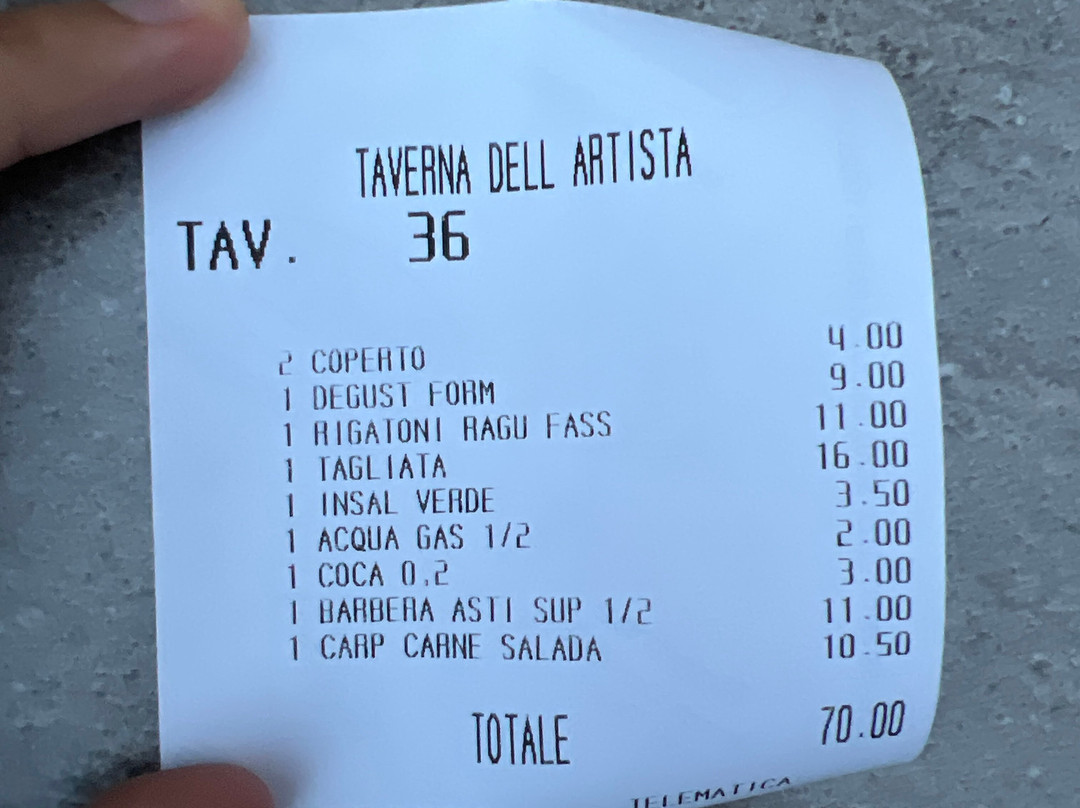 TAVERNA DELL ARTISTA
TAV. 36
2 COPERTO 4.00
1 DEGUST FORM 9.00
1 RIGATONI RAGU FASS 11.00
1 TAGLIATA 16.00
1 INSAL VERDE 3.50
1 ACQUA GAS 1/2 2.00
1 COCA 0,2 3.00
1 BARBERA ASTI SUP 1/2 11.00
1 CARP CARNE SALADA 10.50
TOTALE 70.00
TELEMATICA